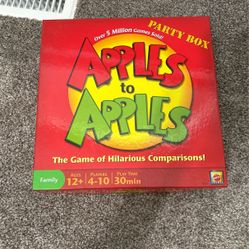 PARTY BOX
Over 5 Million Games Sold!
APPLES
to
APPLES
The Game of Hilarious Comparisons!
Family
AGES 12+
PLAYERS 4-10
PLAY TIME 30min